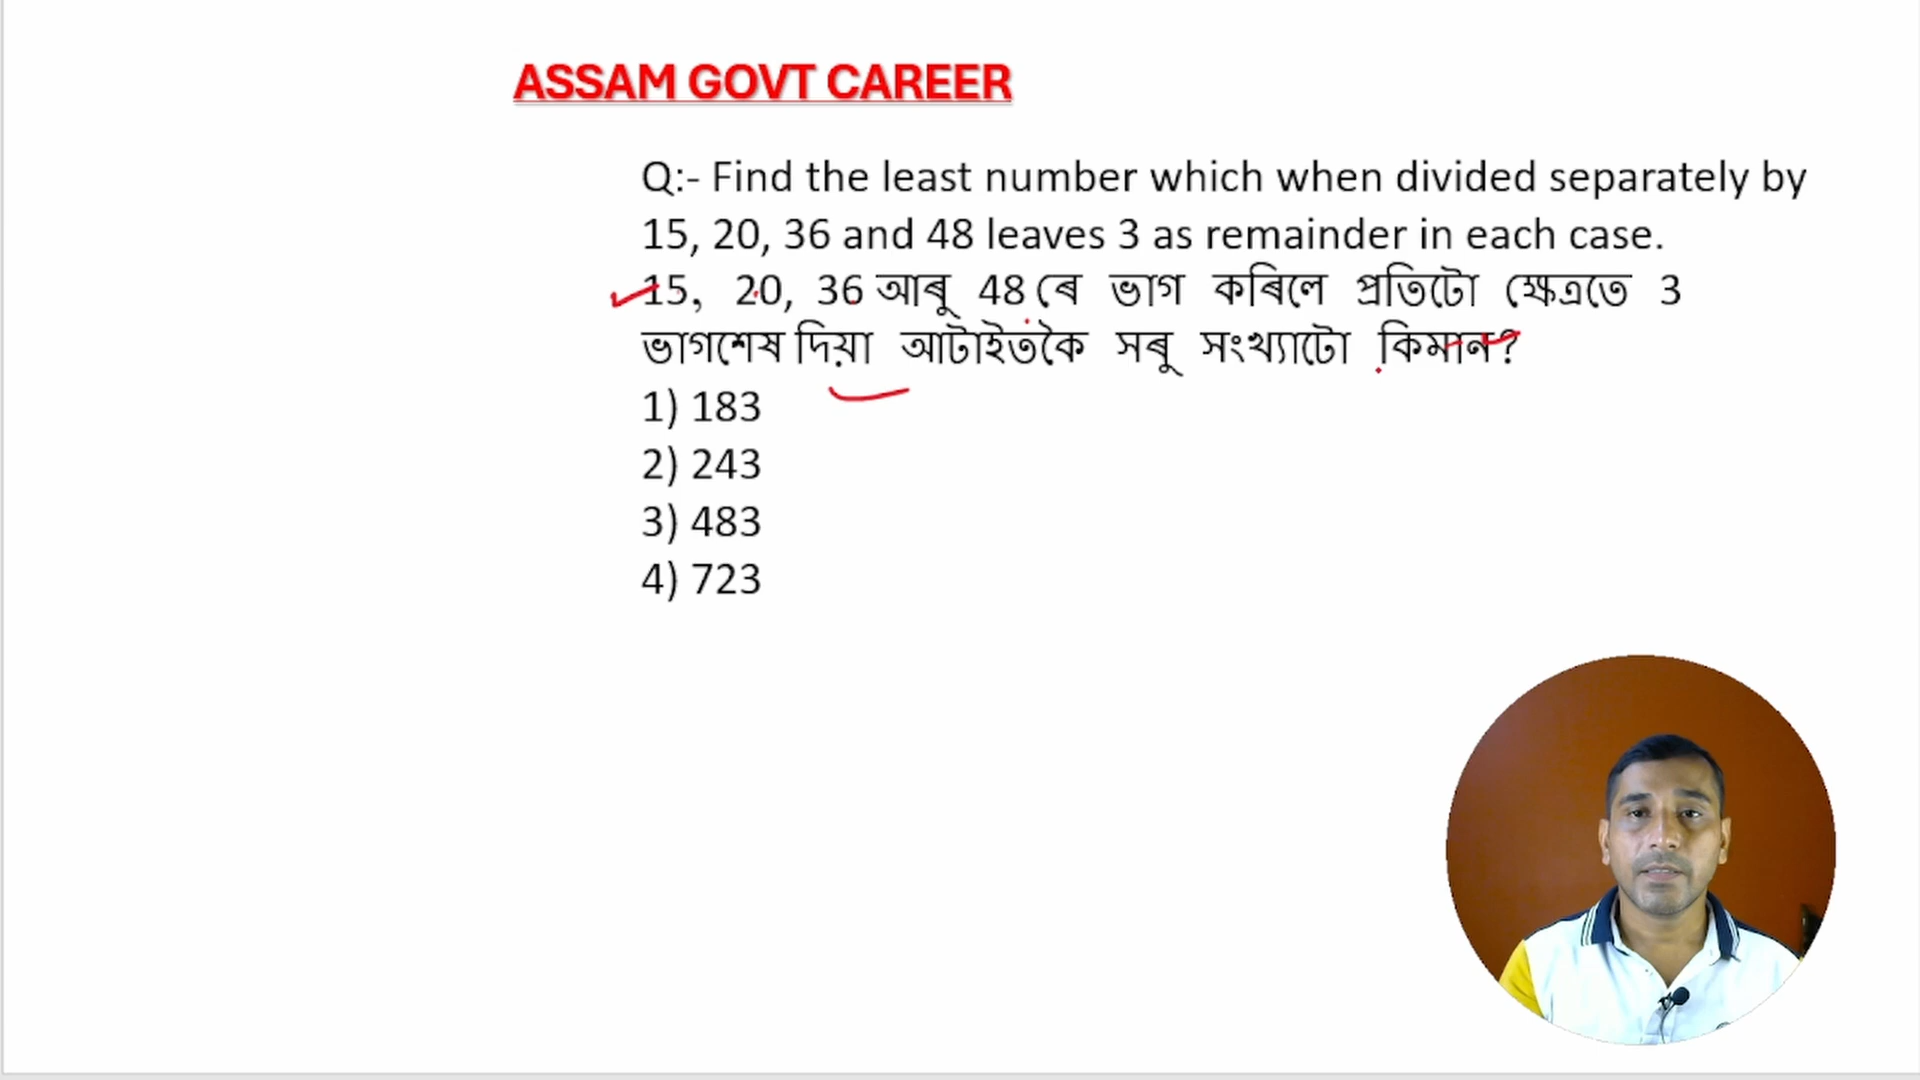 ASSAM GOVT CAREER
Q:- Find the least number which when divided separately by
15, 20, 36 and 48 leaves 3 as remainder in each case.
15, 20, 36 আৰু 48 ৰে ভাগ কৰিলে প্ৰতিটো ক্ষেত্ৰতে 3
ভাগশেষ দিয়া আটাইতকৈ সৰু সংখ্যাটো কিমান?
1) 183
2) 243
3) 483
4) 723